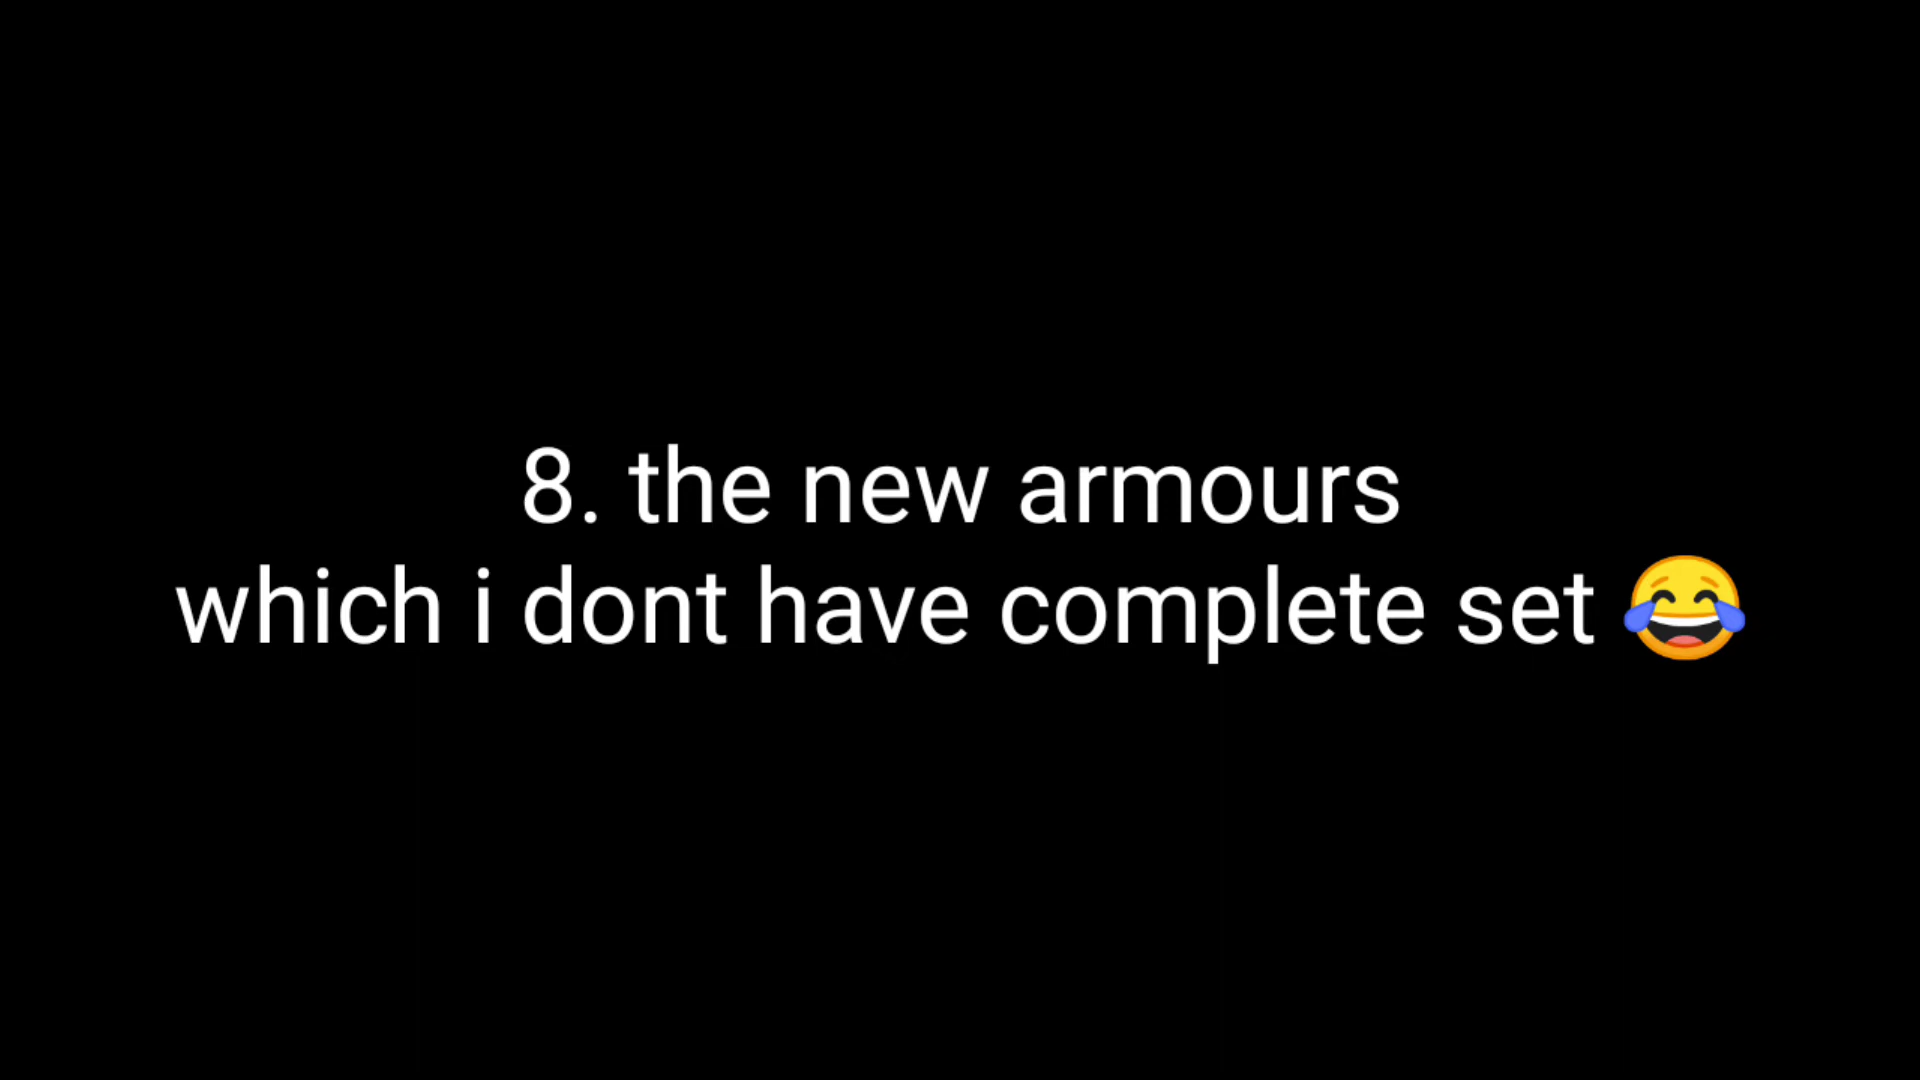 8. the new armours
which i dont have complete set 😂